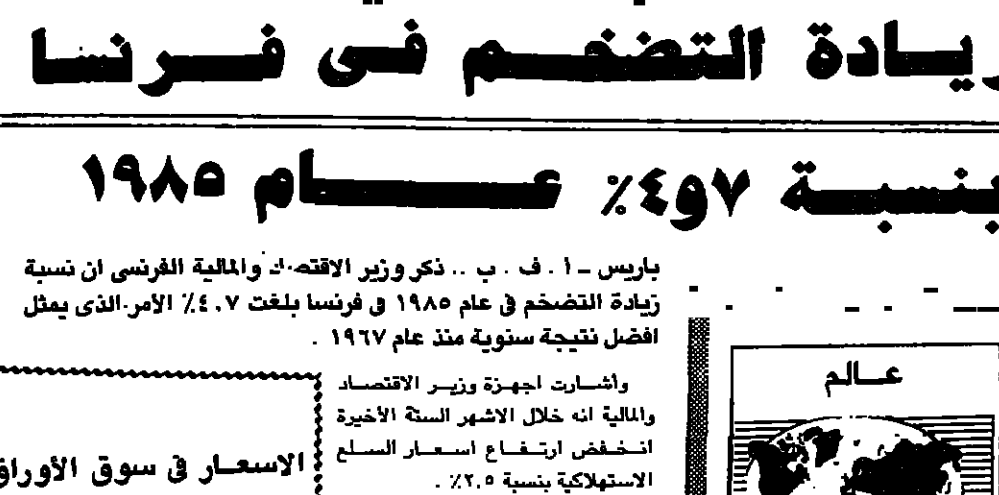 زيادة التضخم فى فرنسا
بنسبة ٧و٤٪ عام ١٩٨٥
باريس ـ أ . ف . ب .. ذكر وزير الاقتصاد والمالية الفرنسى ان نسبة
زيادة التضخم فى عام ١٩٨٥ فى فرنسا بلغت ٤.٧٪ الأمر الذى يمثل
افضل نتيجة سنوية منذ عام ١٩٦٧ .
وأشارت اجهزة وزير الاقتصاد
والمالية انه خلال الاشهر الستة الأخيرة
انخفض ارتفاع اسعار السلع
الاستهلاكية بنسبة ٢.٥٪ .
الاسعار فى سوق الأوراق
عالم